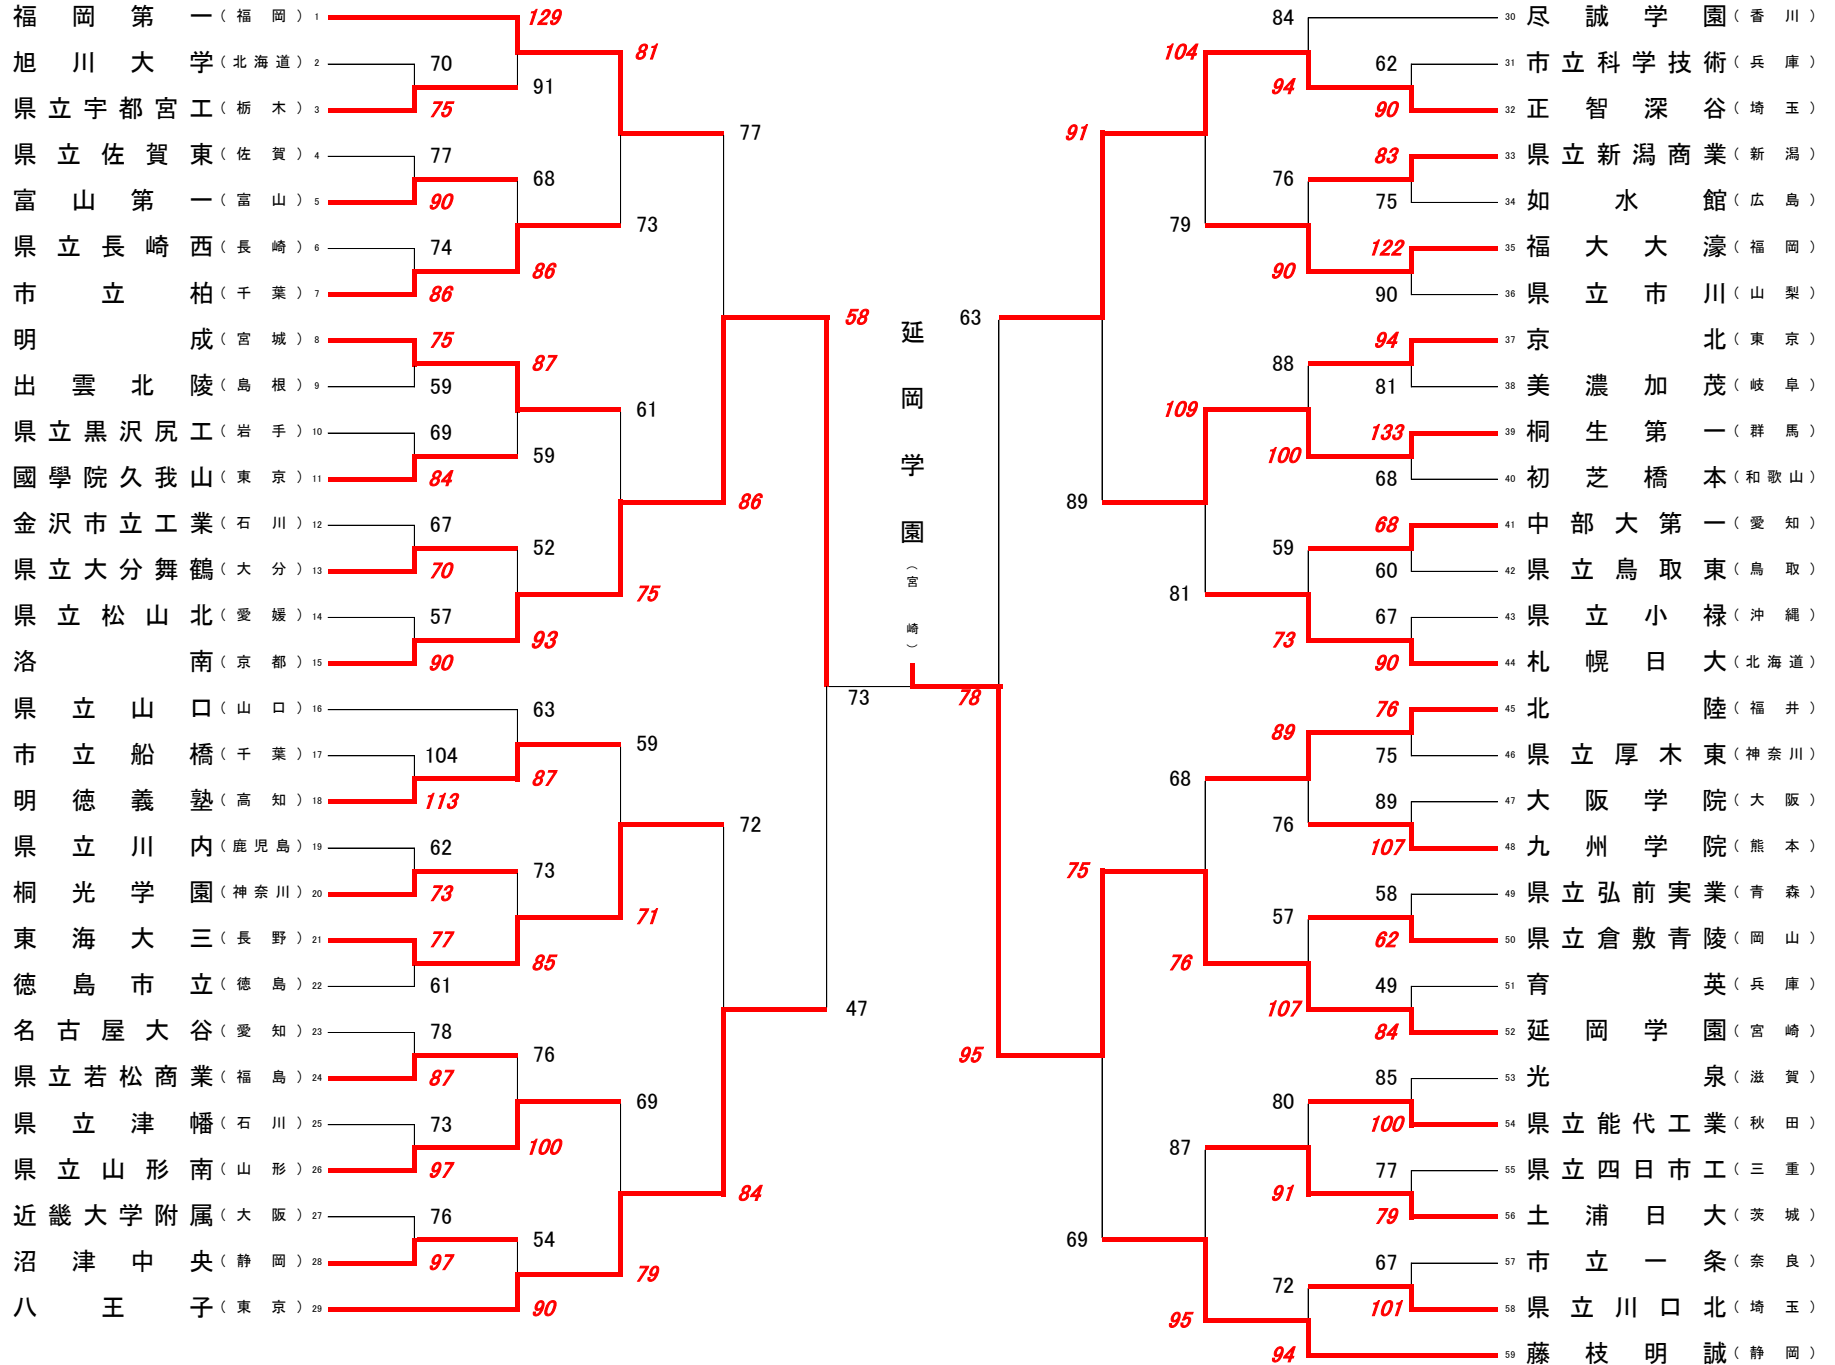 福岡第一（福岡）1 129
81
旭川大学（北海道）2 70
91
県立宇都宮工（栃木）3 75
77
県立佐賀東（佐賀）4 77
68
富山第一（富山）5 90
73
県立長崎西（長崎）6 74
86
市立柏（千葉）7 86
58
明成（宮城）8 75
87
出雲北陵（島根）9 59
61
県立黒沢尻工（岩手）10 69
59
國學院久我山（東京）11 84
86
金沢市立工業（石川）12 67
52
県立大分舞鶴（大分）13 70
75
県立松山北（愛媛）14 57
93
洛南（京都）15 90
73
県立山口（山口）16 63
59
市立船橋（千葉）17 104
87
明徳義塾（高知）18 113
72
県立川内（鹿児島）19 62
73
桐光学園（神奈川）20 73
71
東海大三（長野）21 77
85
徳島市立（徳島）22 61
47
名古屋大谷（愛知）23 78
76
県立若松商業（福島）24 87
69
県立津幡（石川）25 73
100
県立山形南（山形）26 97
84
近畿大学附属（大阪）27 76
54
沼津中央（静岡）28 97
79
八王子（東京）29 90
延岡学園（宮崎）
78
84 30 尽誠学園（香川）
104
62 31 市立科学技術（兵庫）
94
90 32 正智深谷（埼玉）
91
83 33 県立新潟商業（新潟）
76
75 34 如水館（広島）
79
122 35 福大大濠（福岡）
90
90 36 県立市川（山梨）
63
94 37 京北（東京）
88
81 38 美濃加茂（岐阜）
109
133 39 桐生第一（群馬）
100
68 40 初芝橋本（和歌山）
89
68 41 中部大第一（愛知）
59
60 42 県立鳥取東（鳥取）
81
67 43 県立小禄（沖縄）
73
90 44 札幌日大（北海道）
76 45 北陸（福井）
89
75 46 県立厚木東（神奈川）
68
89 47 大阪学院（大阪）
76
107 48 九州学院（熊本）
75
58 49 県立弘前実業（青森）
57
62 50 県立倉敷青陵（岡山）
76
49 51 育英（兵庫）
107
84 52 延岡学園（宮崎）
95
85 53 光泉（滋賀）
80
100 54 県立能代工業（秋田）
87
77 55 県立四日市工（三重）
91
79 56 土浦日大（茨城）
69
67 57 市立一条（奈良）
72
101 58 県立川口北（埼玉）
95
94 59 藤枝明誠（静岡）